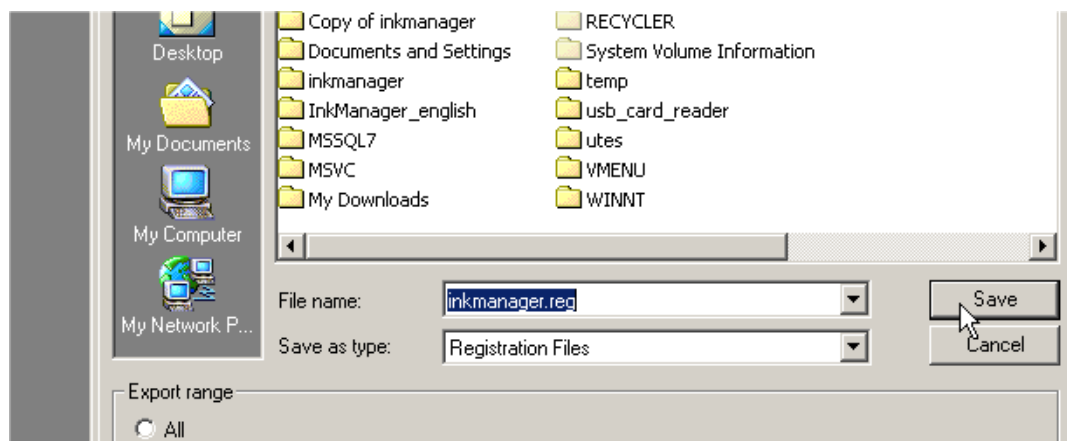 Desktop
My Documents
My Computer
My Network P...
Copy of inkmanager
Documents and Settings
inkmanager
InkManager_english
MSSQL7
MSVC
My Downloads
RECYCLER
System Volume Information
temp
usb_card_reader
utes
VMENU
WINNT
File name:
inkmanager.reg
Save
Save as type:
Registration Files
Cancel
Export range
All